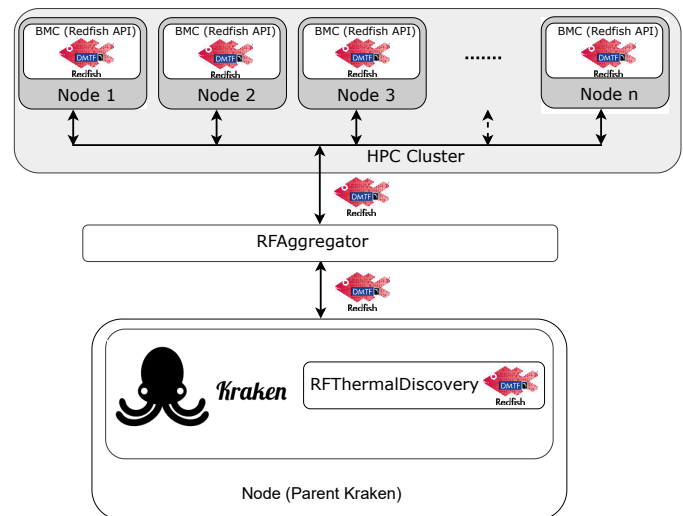 BMC (Redfish API) BMC (Redfish API) BMC (Redfish API) BMC (Redfish API)
DMTF DMTF DMTF ....... DMTF
Redfish Redfish Redfish Redfish
Node 1 Node 2 Node 3 Node n
HPC Cluster
DMTF
Redfish
RFAggregator
DMTF
Redfish
Kraken RFThermalDiscovery DMTF
Redfish
Node (Parent Kraken)